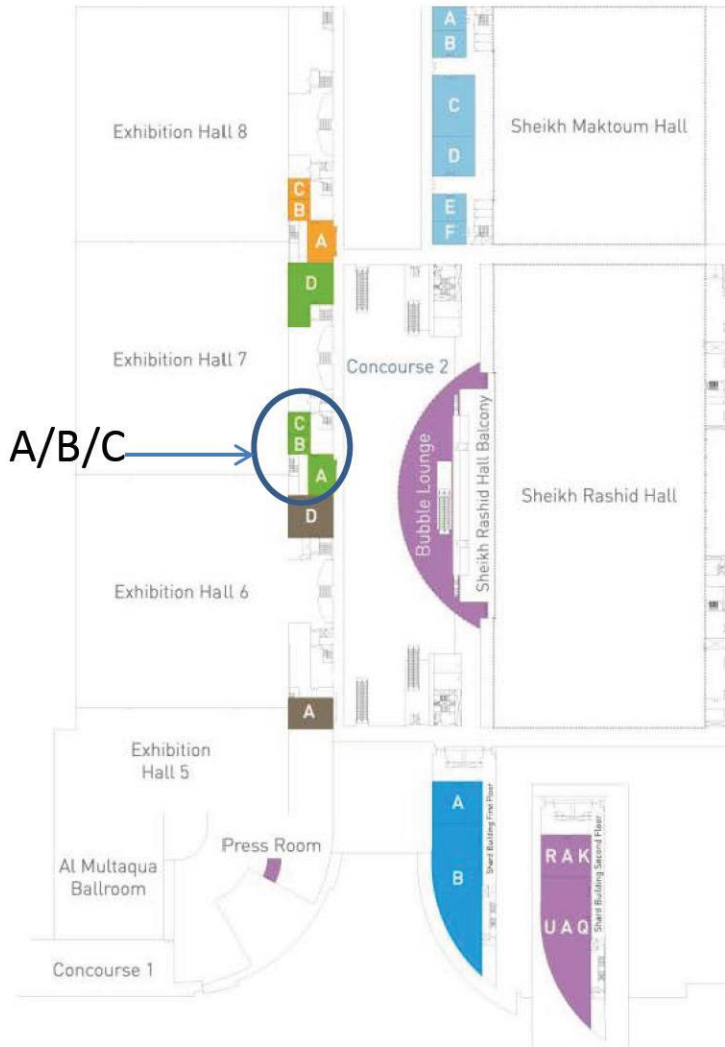 A
B
Exhibition Hall 8
C
Sheikh Maktoum Hall
D
C
B
E
F
A
D
Exhibition Hall 7
Concourse 2
A/B/C
C
B
A
Bubble Lounge
Sheikh Rashid Hall Balcony
Sheikh Rashid Hall
D
Exhibition Hall 6
A
Exhibition
Hall 5
A
B
Shard Building First Floor
Press Room
Al Multaqua
Ballroom
RAK
UAQ
Shard Building Second Floor
Concourse 1